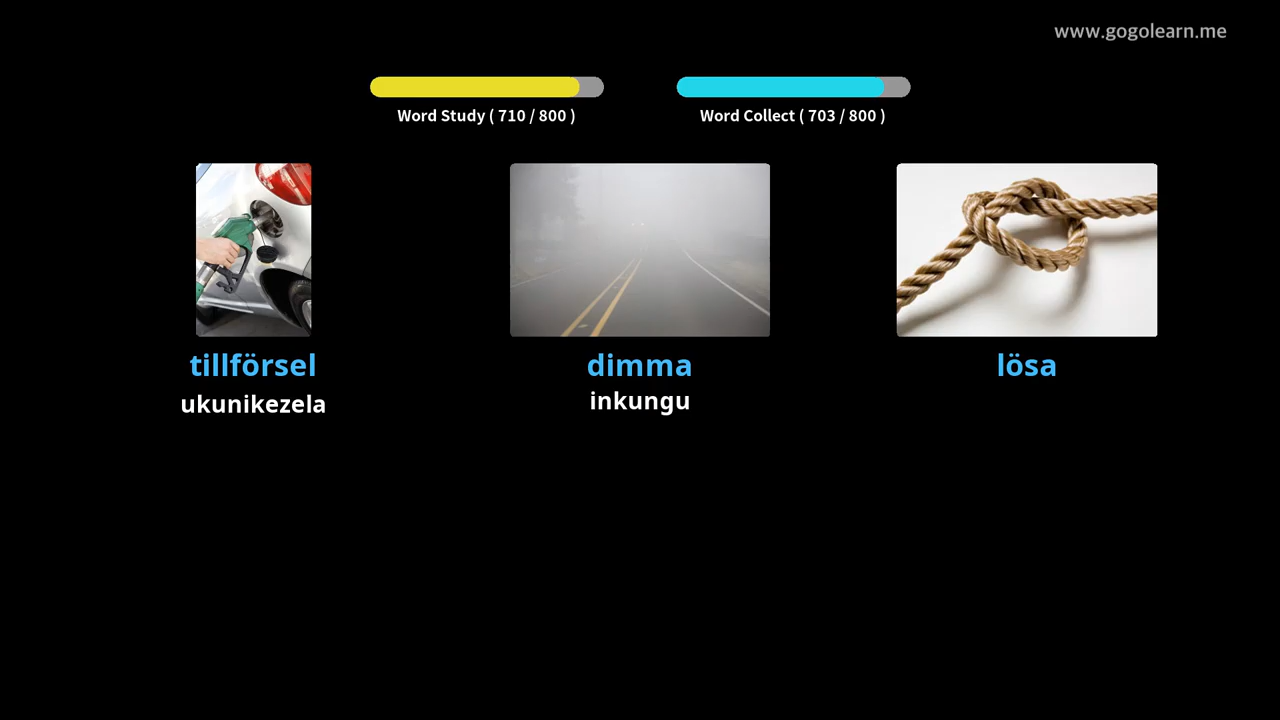 www.gogolearn.me
Word Study ( 710 / 800 )
Word Collect ( 703 / 800 )
tillförsel
ukunikezela
dimma
inkungu
lösa